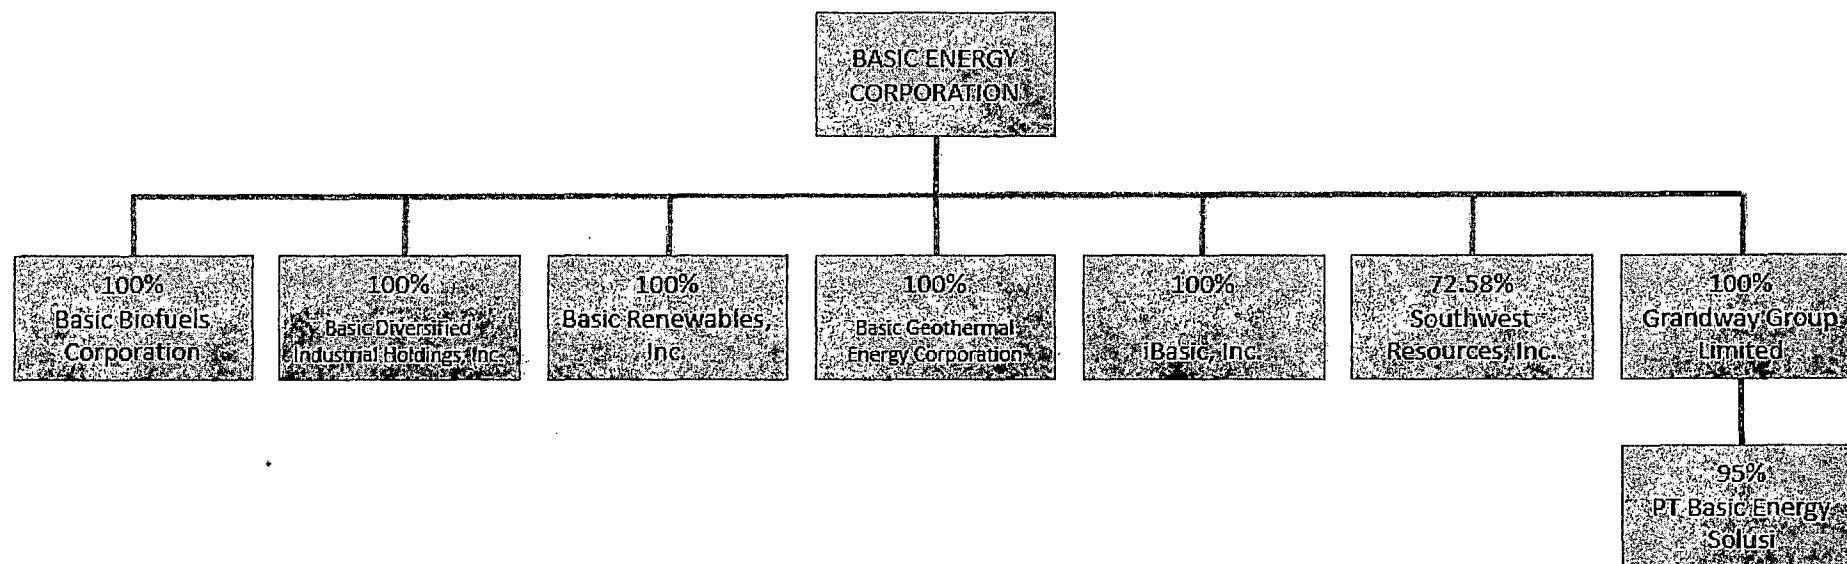 BASIC ENERGY
CORPORATION
100%
Basic Biofuels
Corporation
100%
Basic Diversified
Industrial Holdings, Inc.
100%
Basic Renewables,
Inc.
100%
Basic Geothermal
Energy Corporation
100%
iBasic, Inc.
72.58%
Southwest
Resources, Inc.
100%
Grandway Group
Limited
95%
PT Basic Energy
Solusi